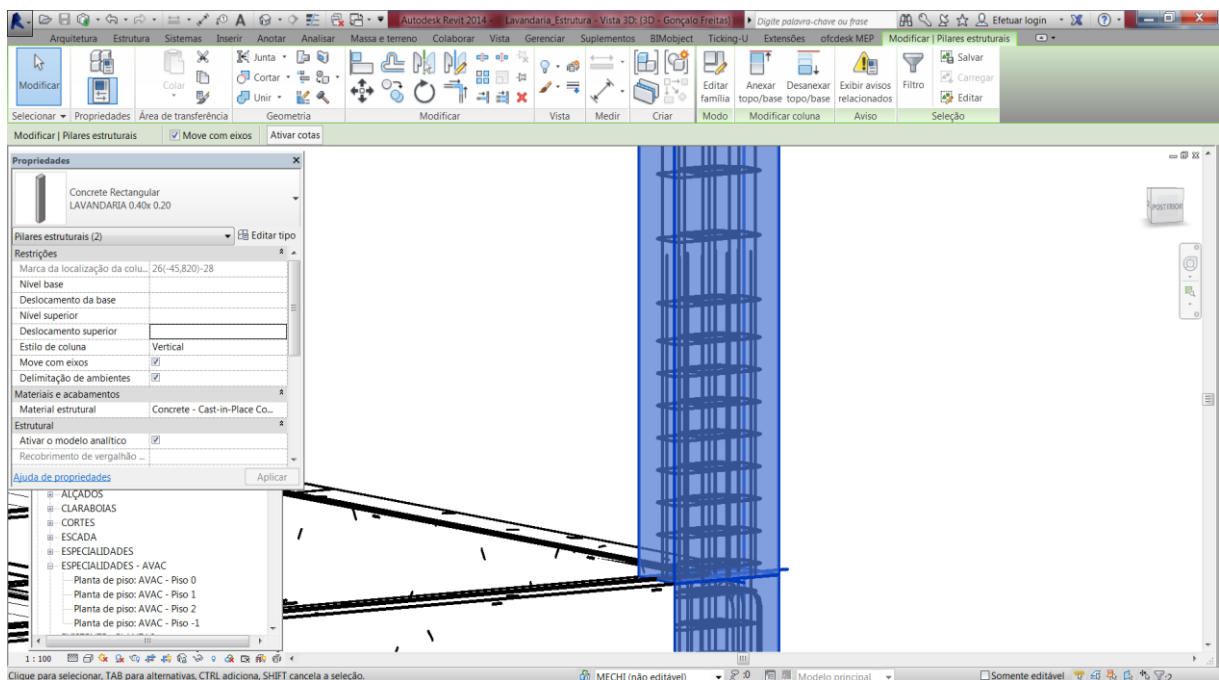 Autodesk Revit 2014 - Lavandaria_Estrutura - Vista 3D: {3D - Gonçalo Freitas}
Digite palavra-chave ou frase
Efetuar login
Arquitetura Estrutura Sistemas Inserir Anotar Analisar Massa e terreno Colaborar Vista Gerenciar Suplementos BIMobject Ticking-U Extensões ofcdesk MEP Modificar | Pilares estruturais
Junta Salvar
Cortar Carregar
Modificar Colar Editar família Anexar topo/base Desanexar topo/base Exibir avisos relacionados Filtro
Unir Editar
Selecionar Propriedades Área de transferência Geometria Modificar Vista Medir Criar Modo Modificar coluna Aviso Seleção
Modificar | Pilares estruturais Move com eixos Ativar cotas
Propriedades
Concrete Rectangular
LAVANDARIA 0.40x 0.20
Pilares estruturais (2) Editar tipo
Restrições
Marca da localização da colu... 26(-45,820)-28
Nível base
Deslocamento da base
Nível superior
Deslocamento superior
Estilo de coluna Vertical
Move com eixos
Delimitação de ambientes
Materiais e acabamentos
Material estrutural Concrete - Cast-in-Place Co...
Estrutural
Ativar o modelo analítico
Recobrimento de vergalhão ...
Ajuda de propriedades Aplicar
POSTERIOR
ALÇADOS
CLARABOIAS
CORTES
ESCADA
ESPECIALIDADES
ESPECIALIDADES - AVAC
Planta de piso: AVAC - Piso 0
Planta de piso: AVAC - Piso 1
Planta de piso: AVAC - Piso 2
Planta de piso: AVAC - Piso -1
1 : 100
Clique para selecionar, TAB para alternativas, CTRL adiciona, SHIFT cancela a seleção. MECHI (não editável) :0 Modelo principal Somente editável :2